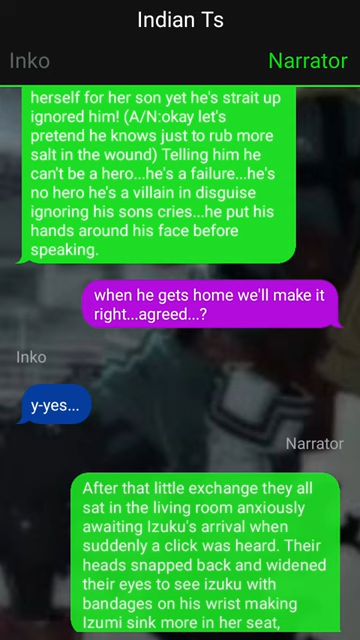 Indian Ts
Inko
Narrator
herself for her son yet he's strait up
ignored him! (A/N:okay let's
pretend he knows just to rub more
salt in the wound) Telling him he
can't be a hero...he's a failure...he's
no hero he's a villain in disguise
ignoring his sons cries...he put his
hands around his face before
speaking.
when he gets home we'll make it
right...agreed...?
Inko
y-yes...
Narrator
After that little exchange they all
sat in the living room anxiously
awaiting Izuku's arrival when
suddenly a click was heard. Their
heads snapped back and widened
their eyes to see izuku with
bandages on his wrist making
Izumi sink more in her seat,